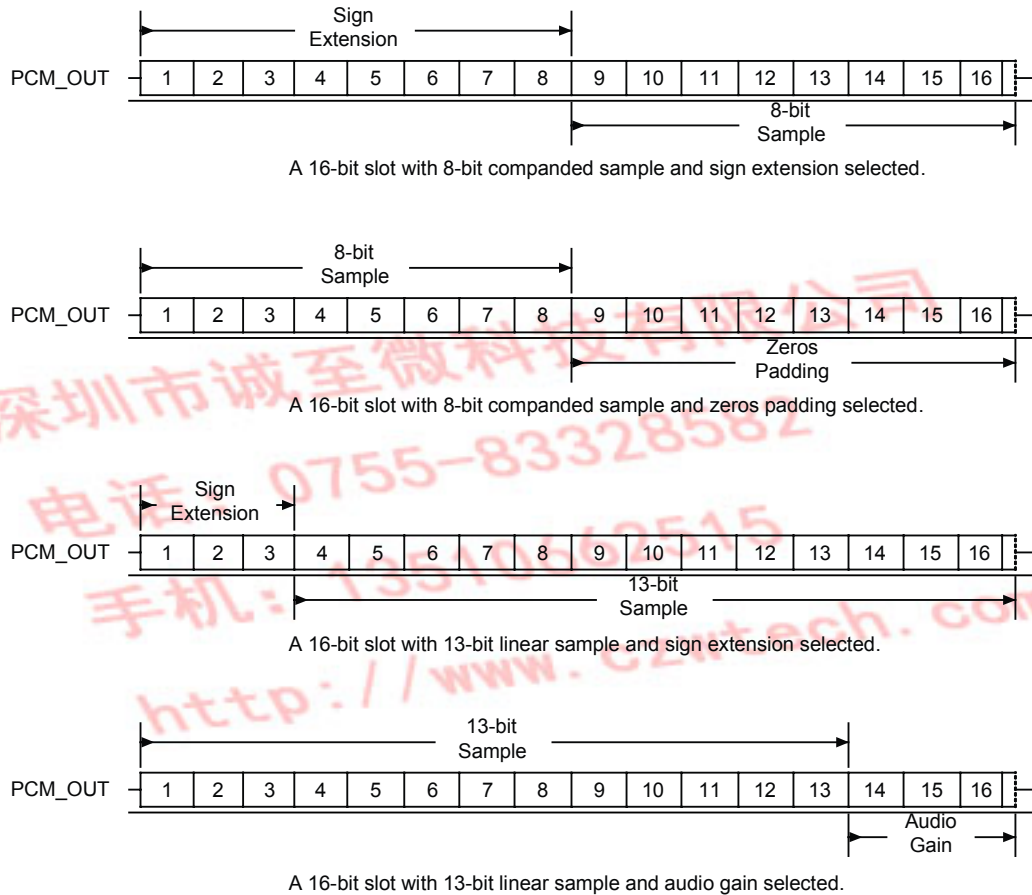 Sign
Extension
PCM_OUT 1 2 3 4 5 6 7 8 9 10 11 12 13 14 15 16
8-bit
Sample
A 16-bit slot with 8-bit companded sample and sign extension selected.
8-bit
Sample
PCM_OUT 1 2 3 4 5 6 7 8 9 10 11 12 13 14 15 16
Zeros
Padding
A 16-bit slot with 8-bit companded sample and zeros padding selected.
Sign
Extension
PCM_OUT 1 2 3 4 5 6 7 8 9 10 11 12 13 14 15 16
13-bit
Sample
A 16-bit slot with 13-bit linear sample and sign extension selected.
13-bit
Sample
PCM_OUT 1 2 3 4 5 6 7 8 9 10 11 12 13 14 15 16
Audio
Gain
A 16-bit slot with 13-bit linear sample and audio gain selected.
深圳市诚至微科技有限公司
电话：0755-83328582
手机：13510662515
http://www.czwtech.com